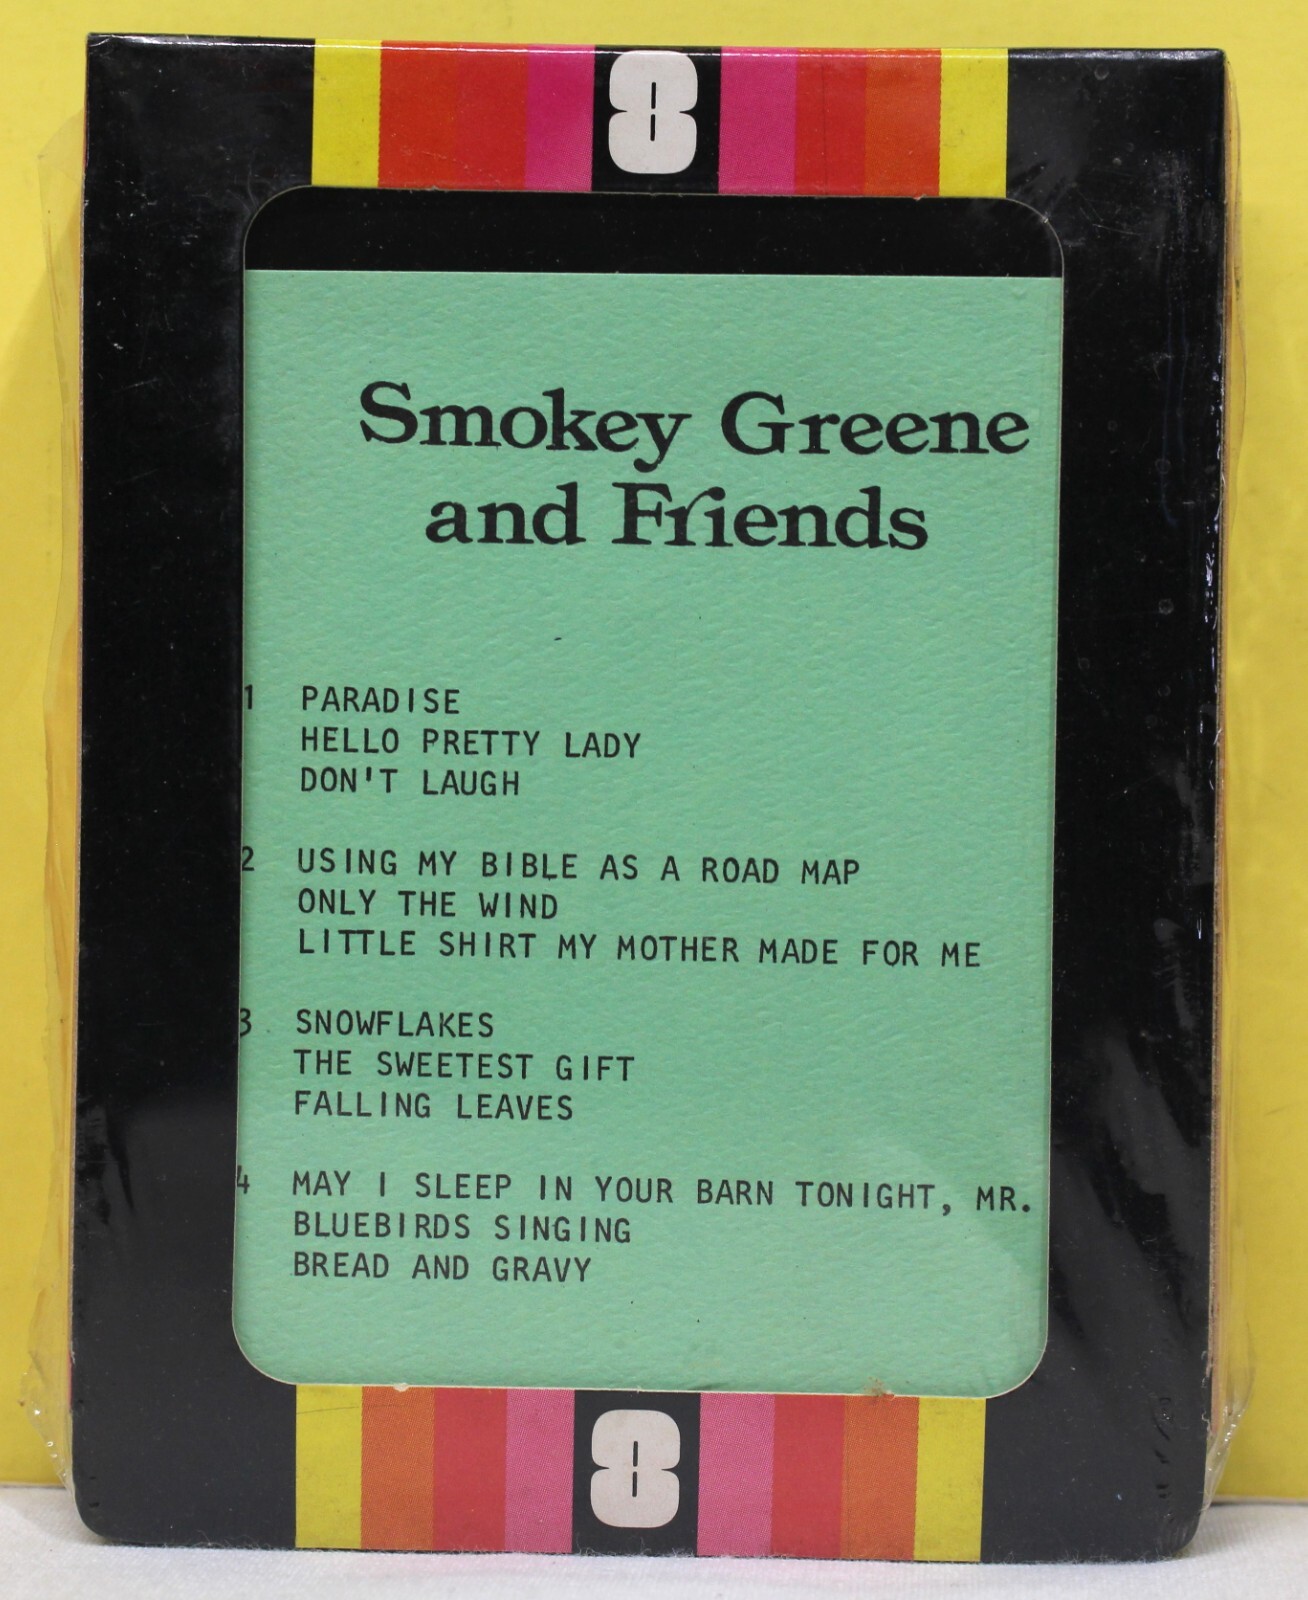 8
Smokey Greene
and Friends
1 PARADISE
HELLO PRETTY LADY
DON'T LAUGH
2 USING MY BIBLE AS A ROAD MAP
ONLY THE WIND
LITTLE SHIRT MY MOTHER MADE FOR ME
3 SNOWFLAKES
THE SWEETEST GIFT
FALLING LEAVES
4 MAY I SLEEP IN YOUR BARN TONIGHT, MR.
BLUEBIRDS SINGING
BREAD AND GRAVY
8